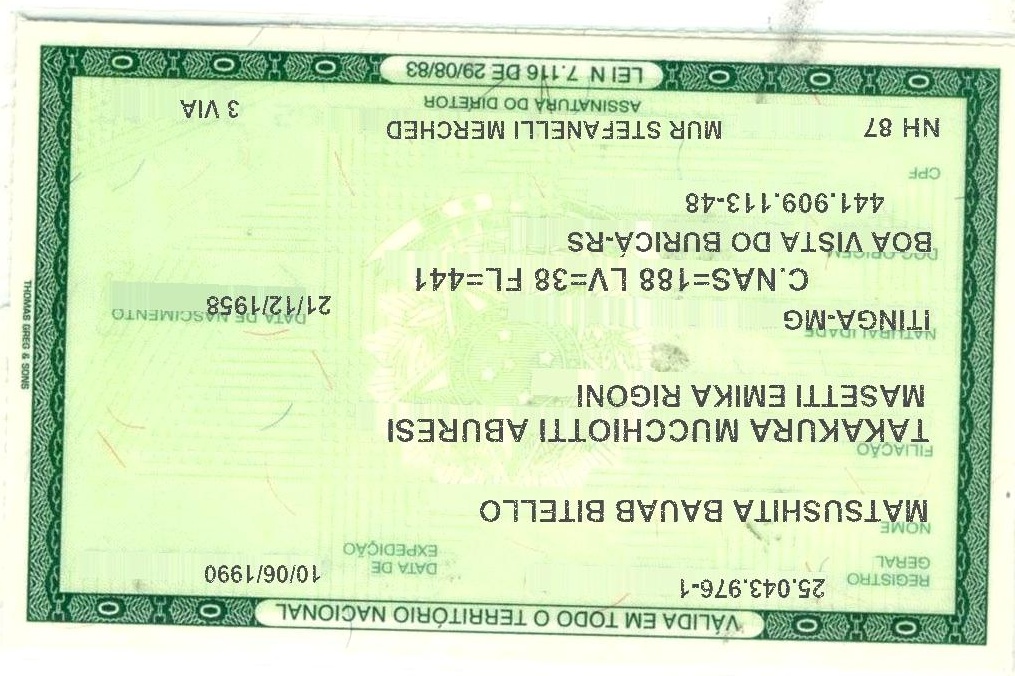 VÁLIDA EM TODO O TERRITÓRIO NACIONAL
REGISTRO GERAL 25.043.976-1 DATA DE EXPEDIÇÃO 10/06/1990
NOME
MATSUSHITA BAUAB BITELLO
FILIAÇÃO
TAKAKURA MUCCHIOTTI ABURESI
MASETTI EMIKA RIGONI
NATURALIDADE
ITINGA-MG
DATA DE NASCIMENTO
21/12/1958
C.NAS=188 LV=38 FL=441
DOC.ORIGEM
BOA VISTA DO BURICÁ-RS
441.909.113-48
CPF
NH 87 MUR STEFANELLI MERCHED 3 VIA
ASSINATURA DO DIRETOR
LEI N 7.116 DE 29/08/83
THOMAS GREG & SONS